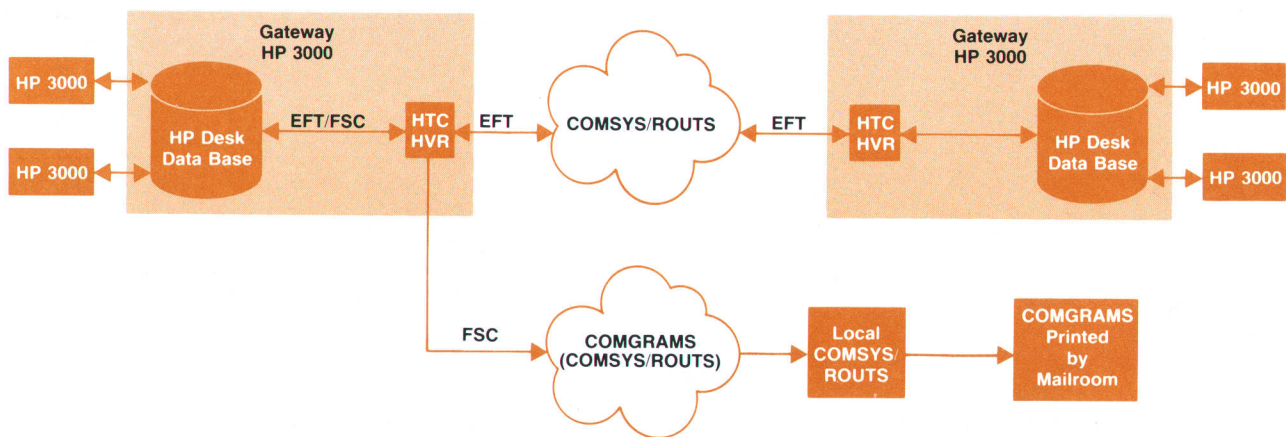 Gateway
HP 3000
HP 3000
HP 3000
HP Desk
Data Base
EFT/FSC
HTC
HVR
EFT
COMSYS/ROUTS
EFT
Gateway
HP 3000
HTC
HVR
HP Desk
Data Base
HP 3000
HP 3000
FSC
COMGRAMS
(COMSYS/ROUTS)
Local
COMSYS/
ROUTS
COMGRAMS
Printed
by
Mailroom